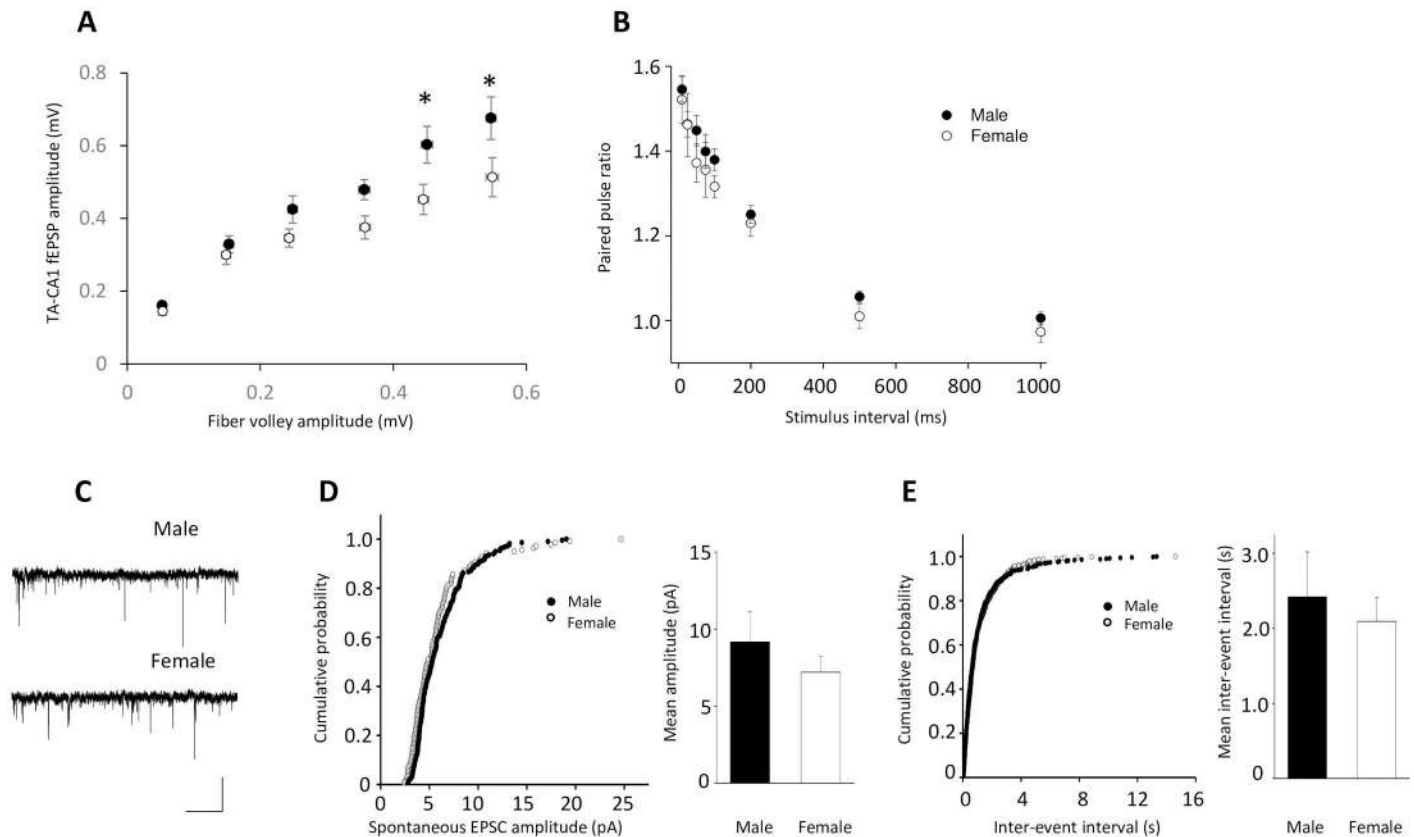 A
0.8
0.6
0.4
0.2
0
*
*
0
0.2
0.4
0.6
TA-CA1 fEPSP amplitude (mV)
Fiber volley amplitude (mV)
B
1.6
1.4
1.2
1.0
Male
Female
0
200
400
600
800
1000
Paired pulse ratio
Stimulus interval (ms)
C
Male
Female
D
1.0
0.8
0.6
0.4
0.2
0
Male
Female
0
5
10
15
20
25
Cumulative probability
Spontaneous EPSC amplitude (pA)
15
10
5
0
Mean amplitude (pA)
Male
Female
E
1.0
0.8
0.6
0.4
0.2
0
Male
Female
0
4
8
12
16
Cumulative probability
Inter-event interval (s)
3.0
2.0
1.0
0
Mean inter-event interval (s)
Male
Female